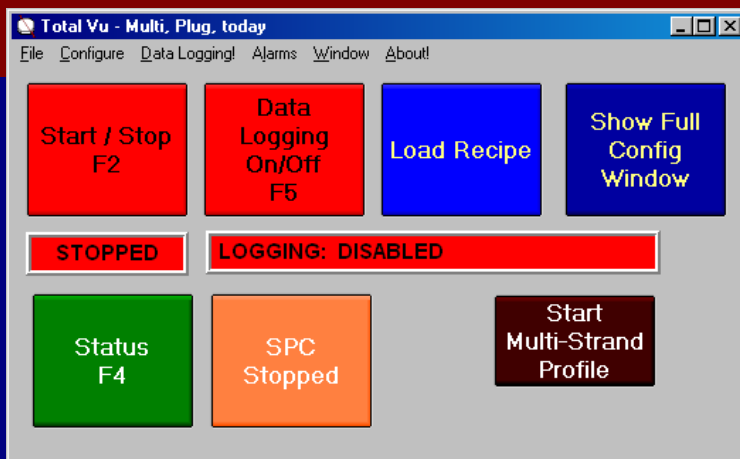 Total Vu - Multi, Plug, today
File Configure Data Logging! Alarms Window About!
Start / Stop
F2
Data
Logging
On/Off
F5
Load Recipe
Show Full
Config
Window
STOPPED
LOGGING: DISABLED
Status
F4
SPC
Stopped
Start
Multi-Strand
Profile